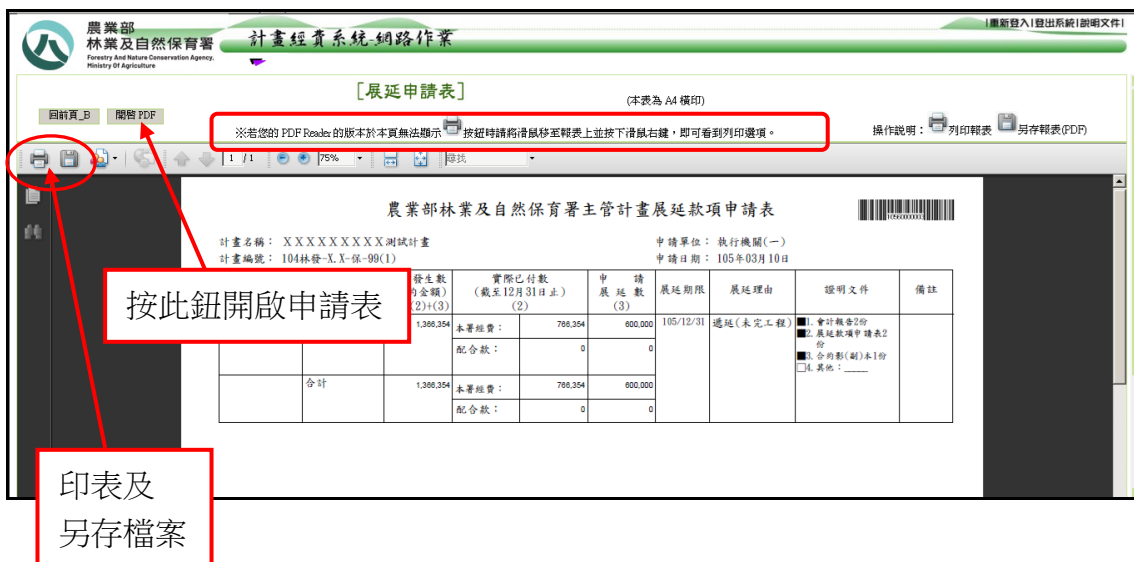 |重新登入|登出系統|說明文件|
農業部
林業及自然保育署
Forestry And Nature Conservation Agency,
Ministry Of Agriculture
計畫經費系統-網路作業
[展延申請表]
(本表為 A4 橫印)
回前頁_B
開啟 PDF
※若您的 PDF Reader 的版本於本頁無法顯示 按鈕時請將滑鼠移至報表上並按下滑鼠右鍵,即可看到列印選項。
操作說明: 列印報表 另存報表(PDF)
1 / 1
75%
尋找
農業部林業及自然保育署主管計畫展延款項申請表
計畫名稱: XXXXXXXXX測試計畫
申請單位: 執行機關(一)
計畫編號: 104林發-X.X-保-99(1)
申請日期: 105年03月10日
發生數
約金額)
(2)+(3)
實際已付數
(截至12月31日止)
(2)
申 請
展 延 數
(3)
展延期限
展延理由
證明文件
備註
1,366,354
本署經費:
766,354
600,000
105/12/31
遞延(未完工程)
■1. 會計報告2份
■2. 展延款項申請表2
份
■3. 合約影(副)本1份
□4. 其他:_____
配合款:
0
0
合計
1,366,354
本署經費:
766,354
600,000
配合款:
0
0
按此鈕開啟申請表
印表及
另存檔案